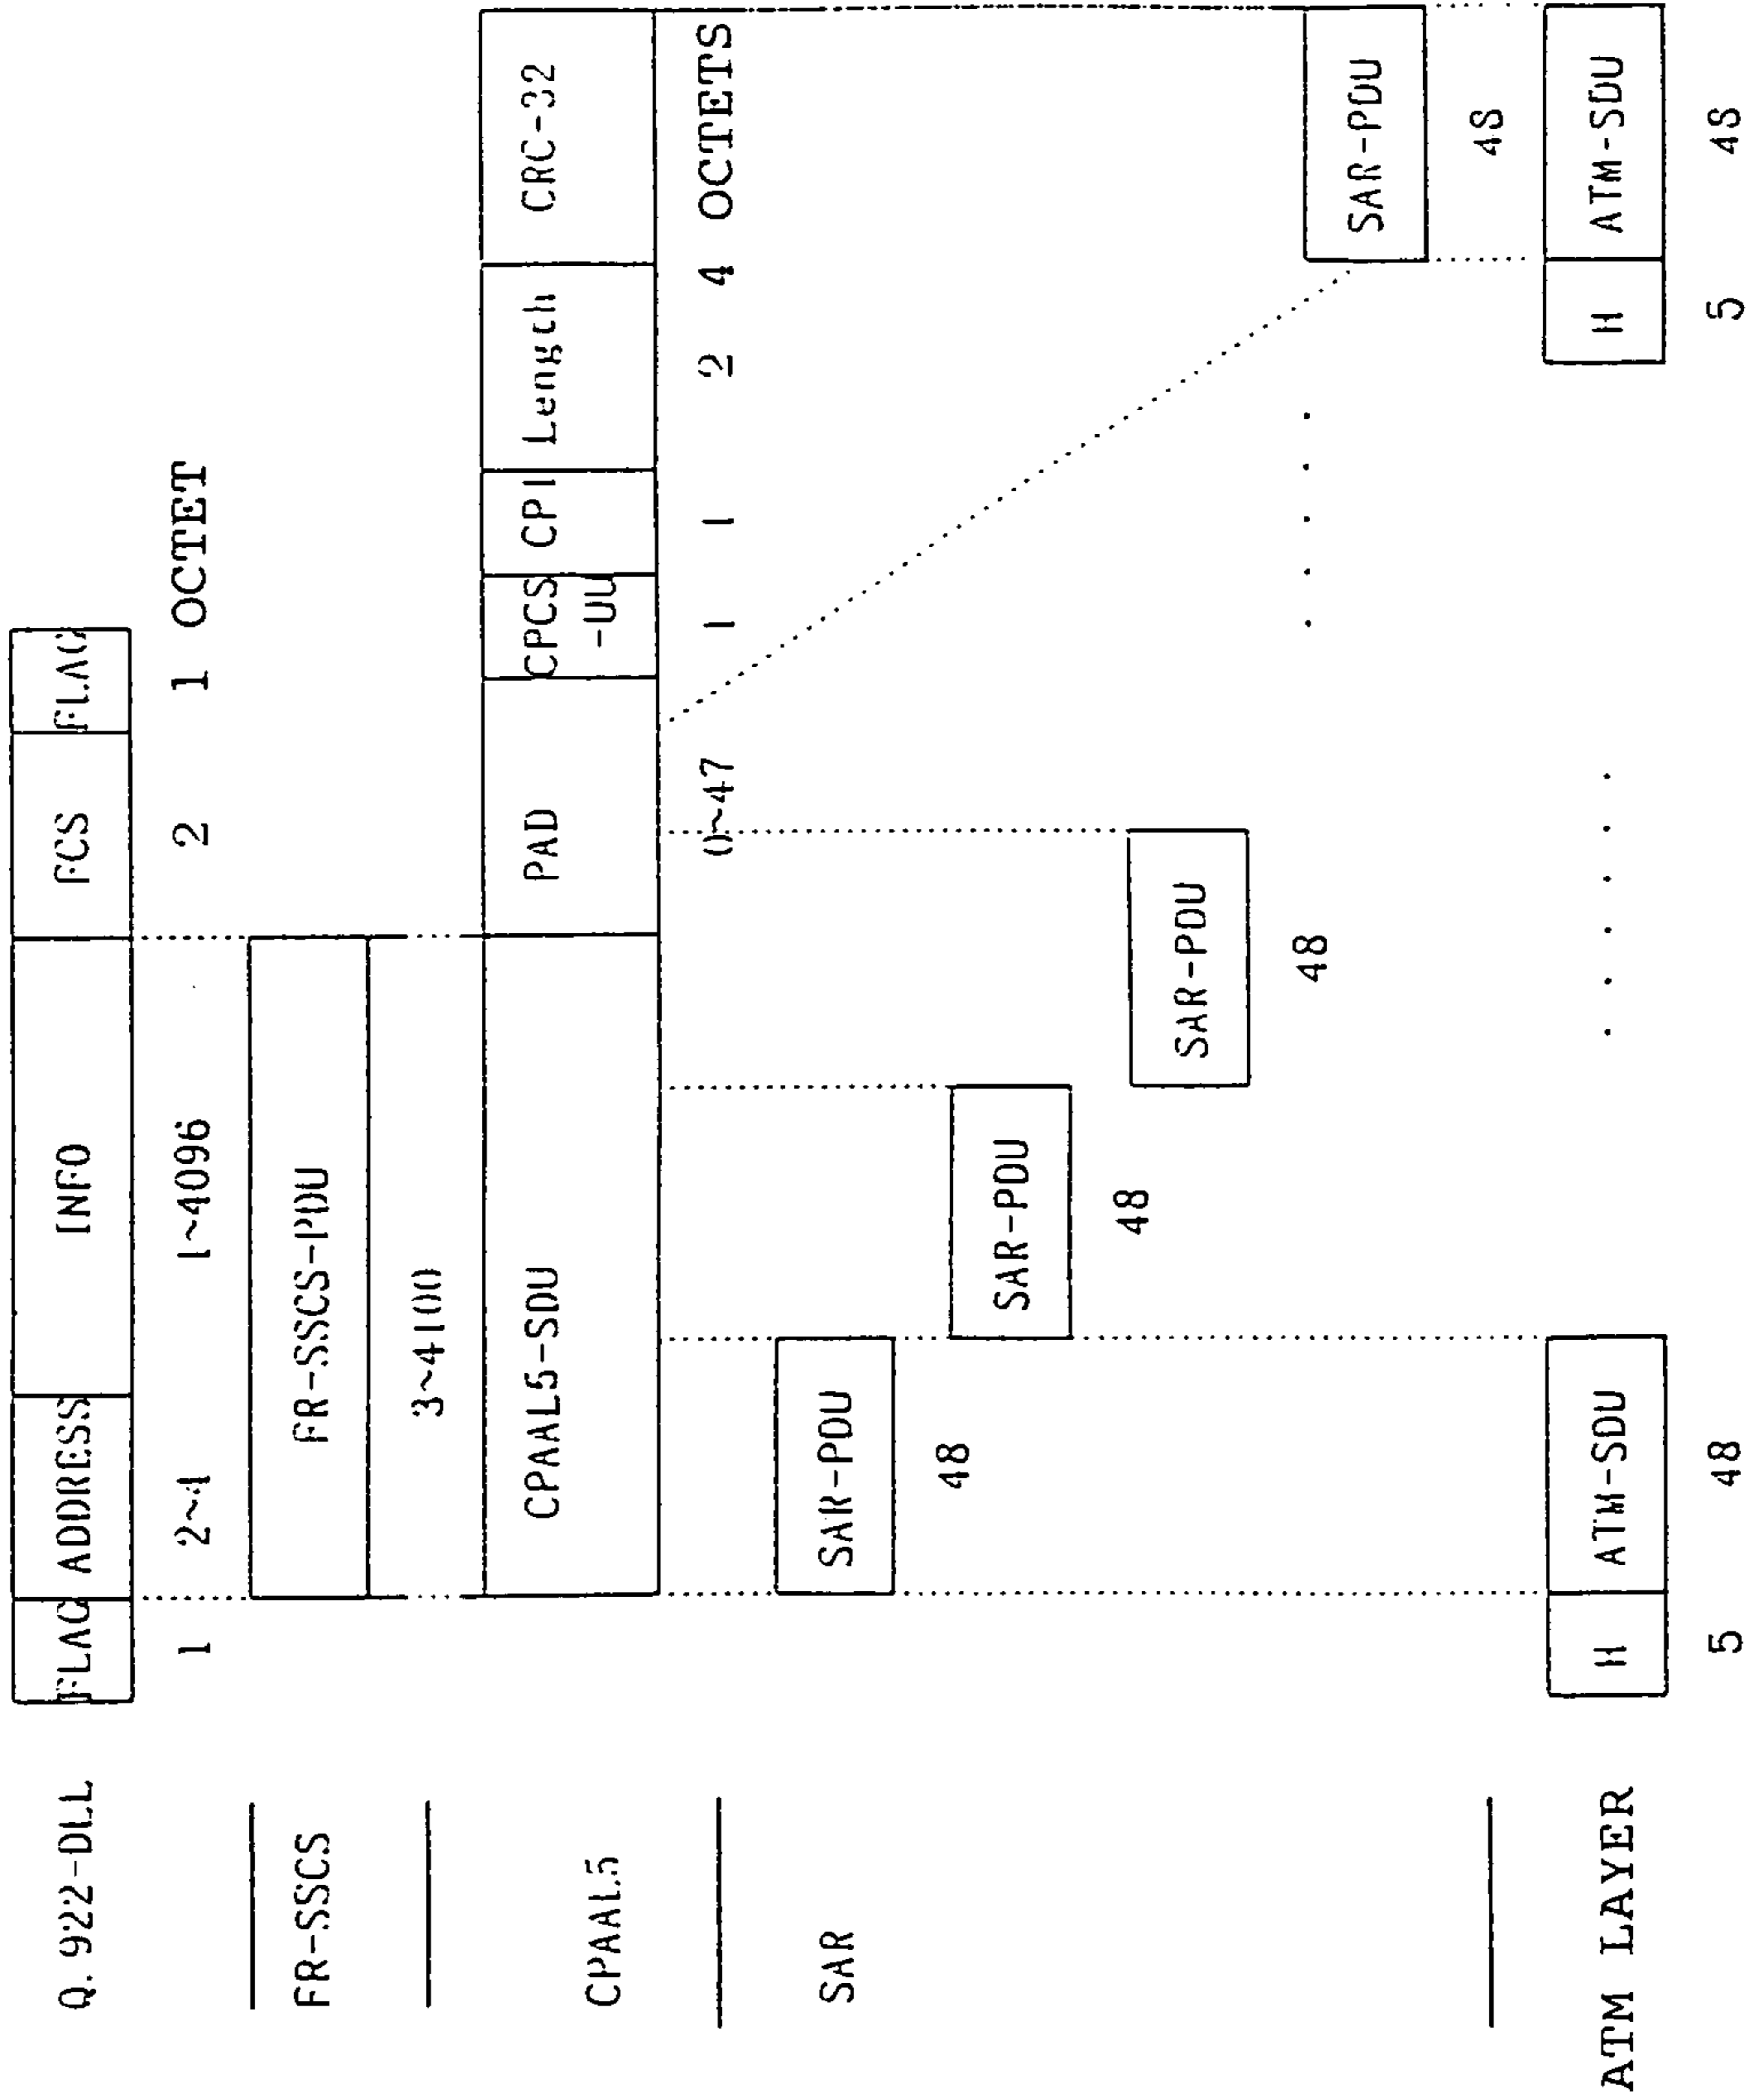 Q.922-DLL
FLAG ADDRESS INFO FCS FLAG
1 2~4 1~4096 2 1 OCTET
FR-SSCS
FR-SSCS-PDU
3~4100
CPAAL5
CPAAL5-SDU PAD CPCS CPI Length CRC-32
-UU
0~47 1 1 2 4 OCTETS
SAR
SAR-PDU
48
SAR-PDU
48
SAR-PDU
48
SAR-PDU
48
ATM LAYER
H ATM-SDU H ATM-SDU
5 48 5 48